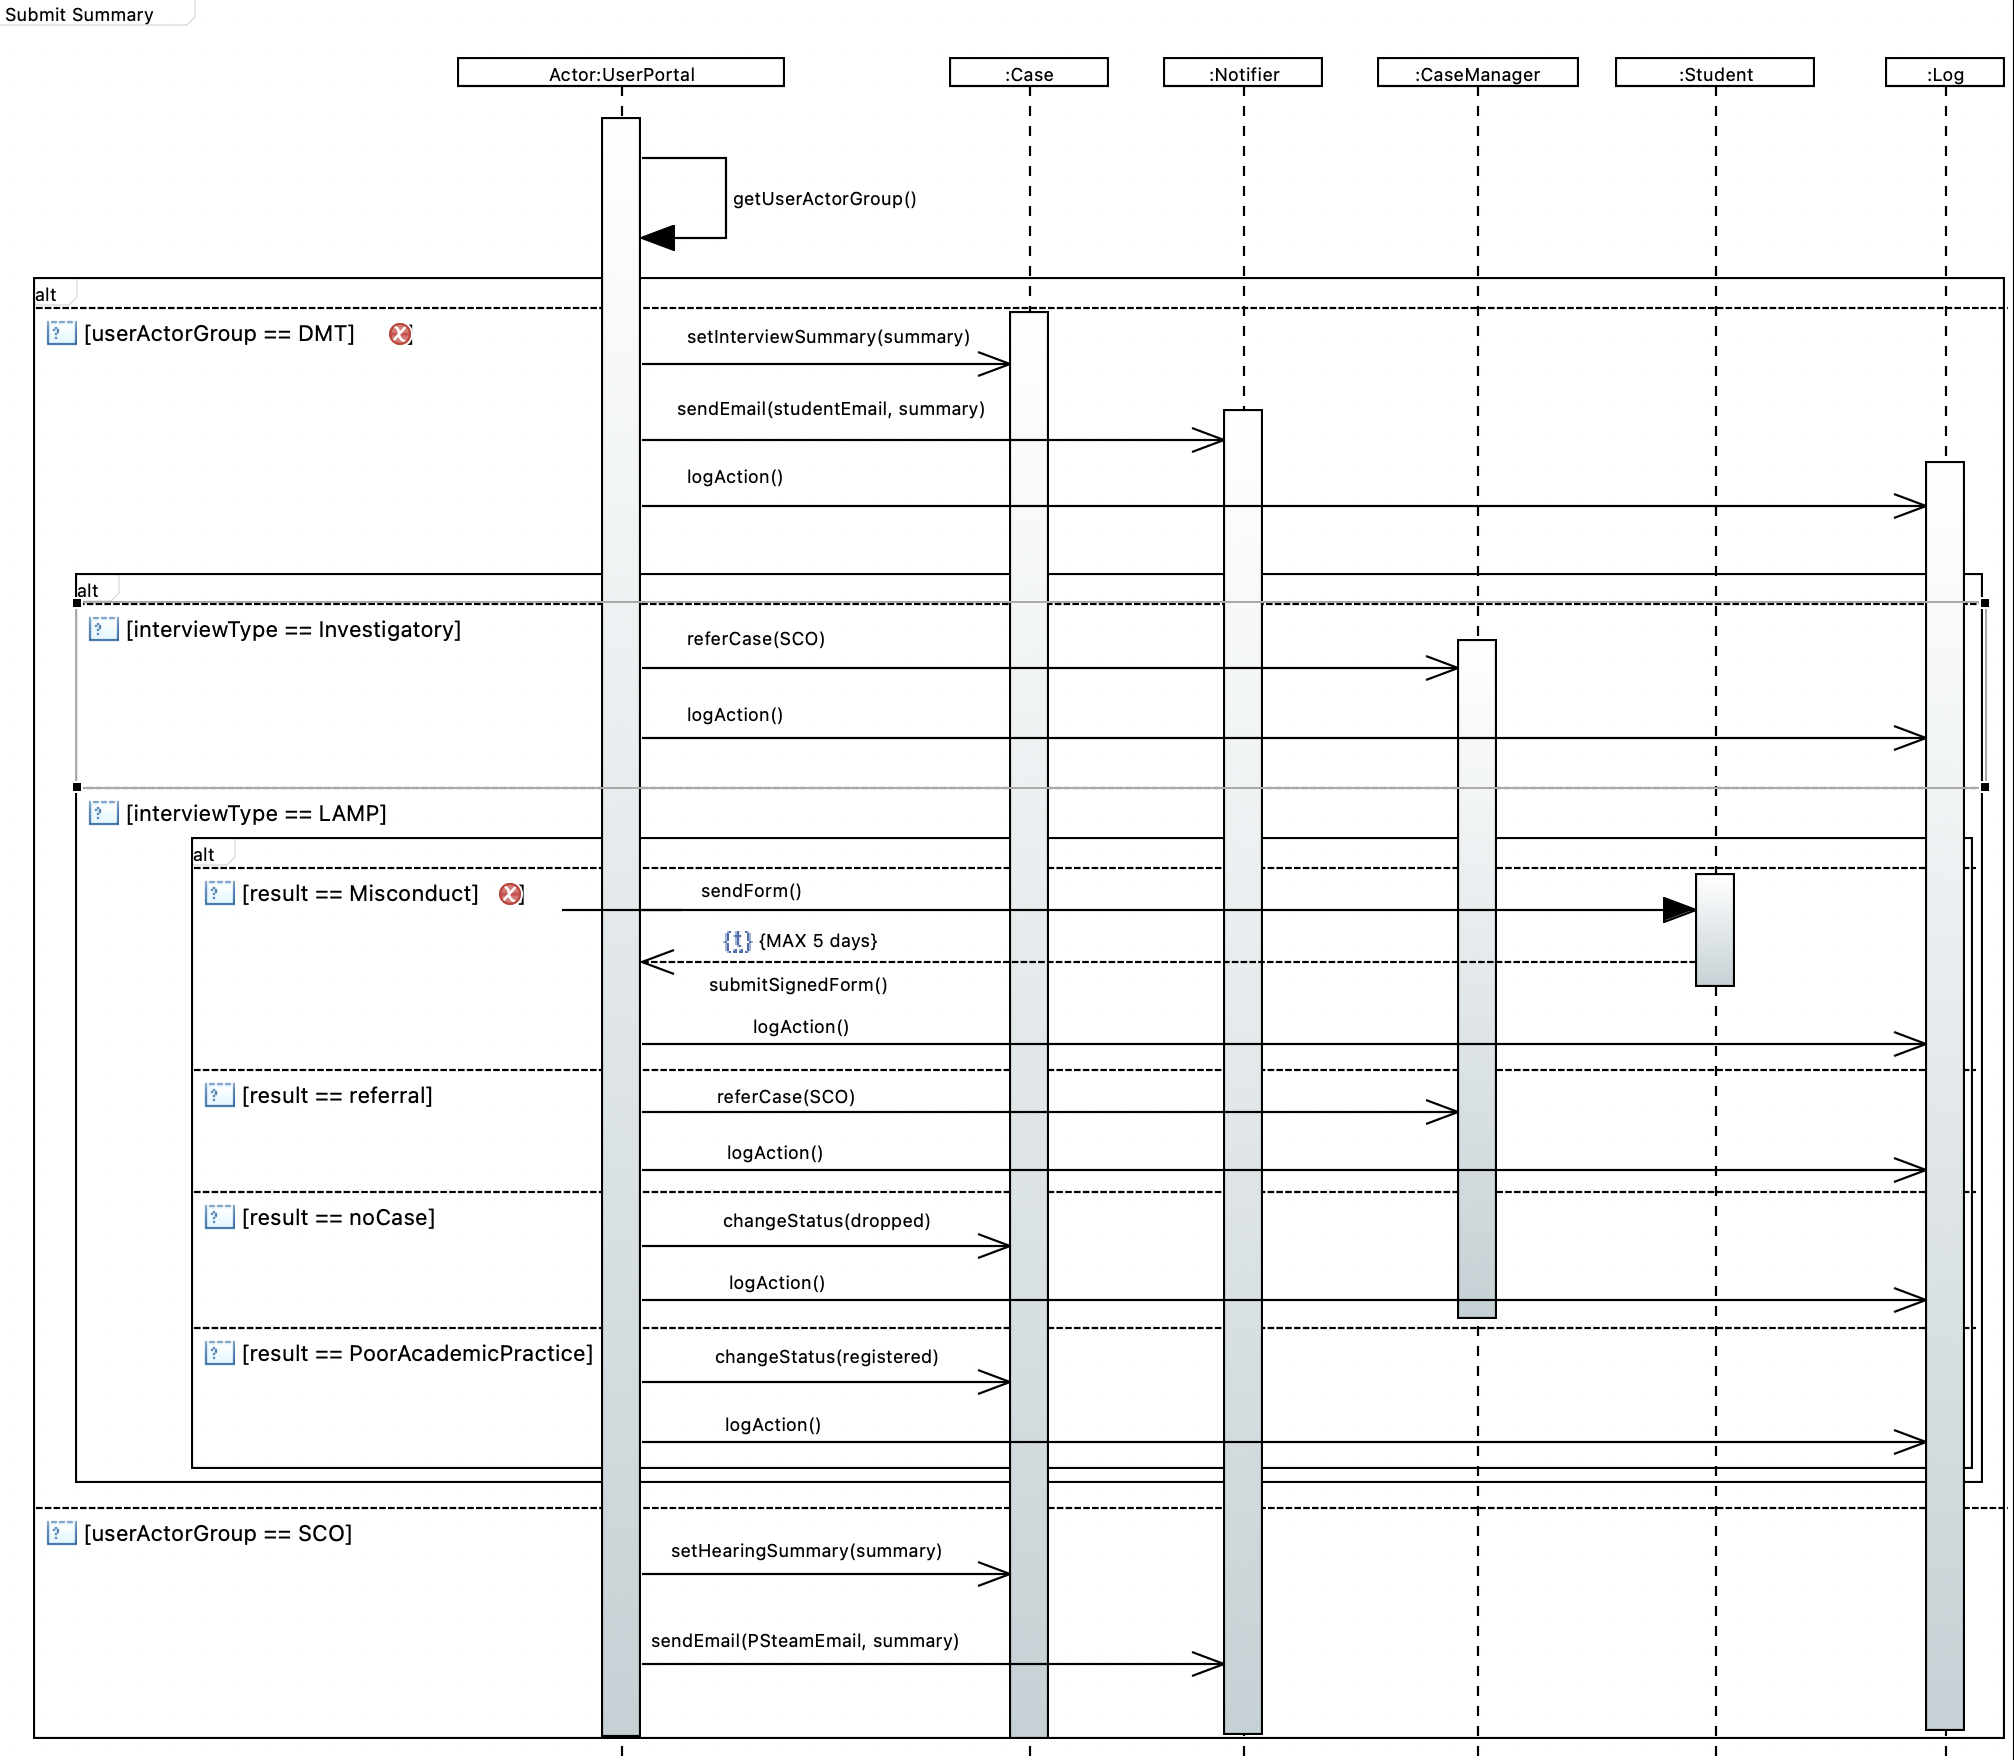 Submit Summary
Actor:UserPortal
:Case
:Notifier
:CaseManager
:Student
:Log
getUserActorGroup()
alt
[userActorGroup == DMT]
setInterviewSummary(summary)
sendEmail(studentEmail, summary)
logAction()
alt
[interviewType == Investigatory]
referCase(SCO)
logAction()
[interviewType == LAMP]
alt
[result == Misconduct]
sendForm()
{t} {MAX 5 days}
submitSignedForm()
logAction()
[result == referral]
referCase(SCO)
logAction()
[result == noCase]
changeStatus(dropped)
logAction()
[result == PoorAcademicPractice]
changeStatus(registered)
logAction()
[userActorGroup == SCO]
setHearingSummary(summary)
sendEmail(PSteamEmail, summary)